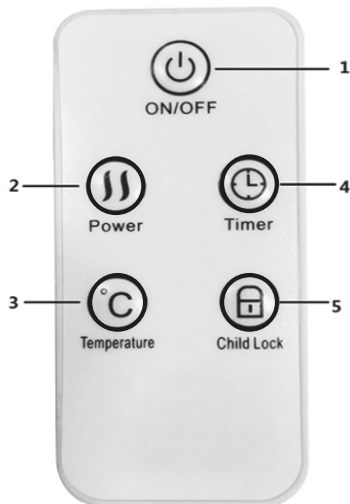 1
ON/OFF
2
4
Power
Timer
3
°C
5
Temperature
Child Lock